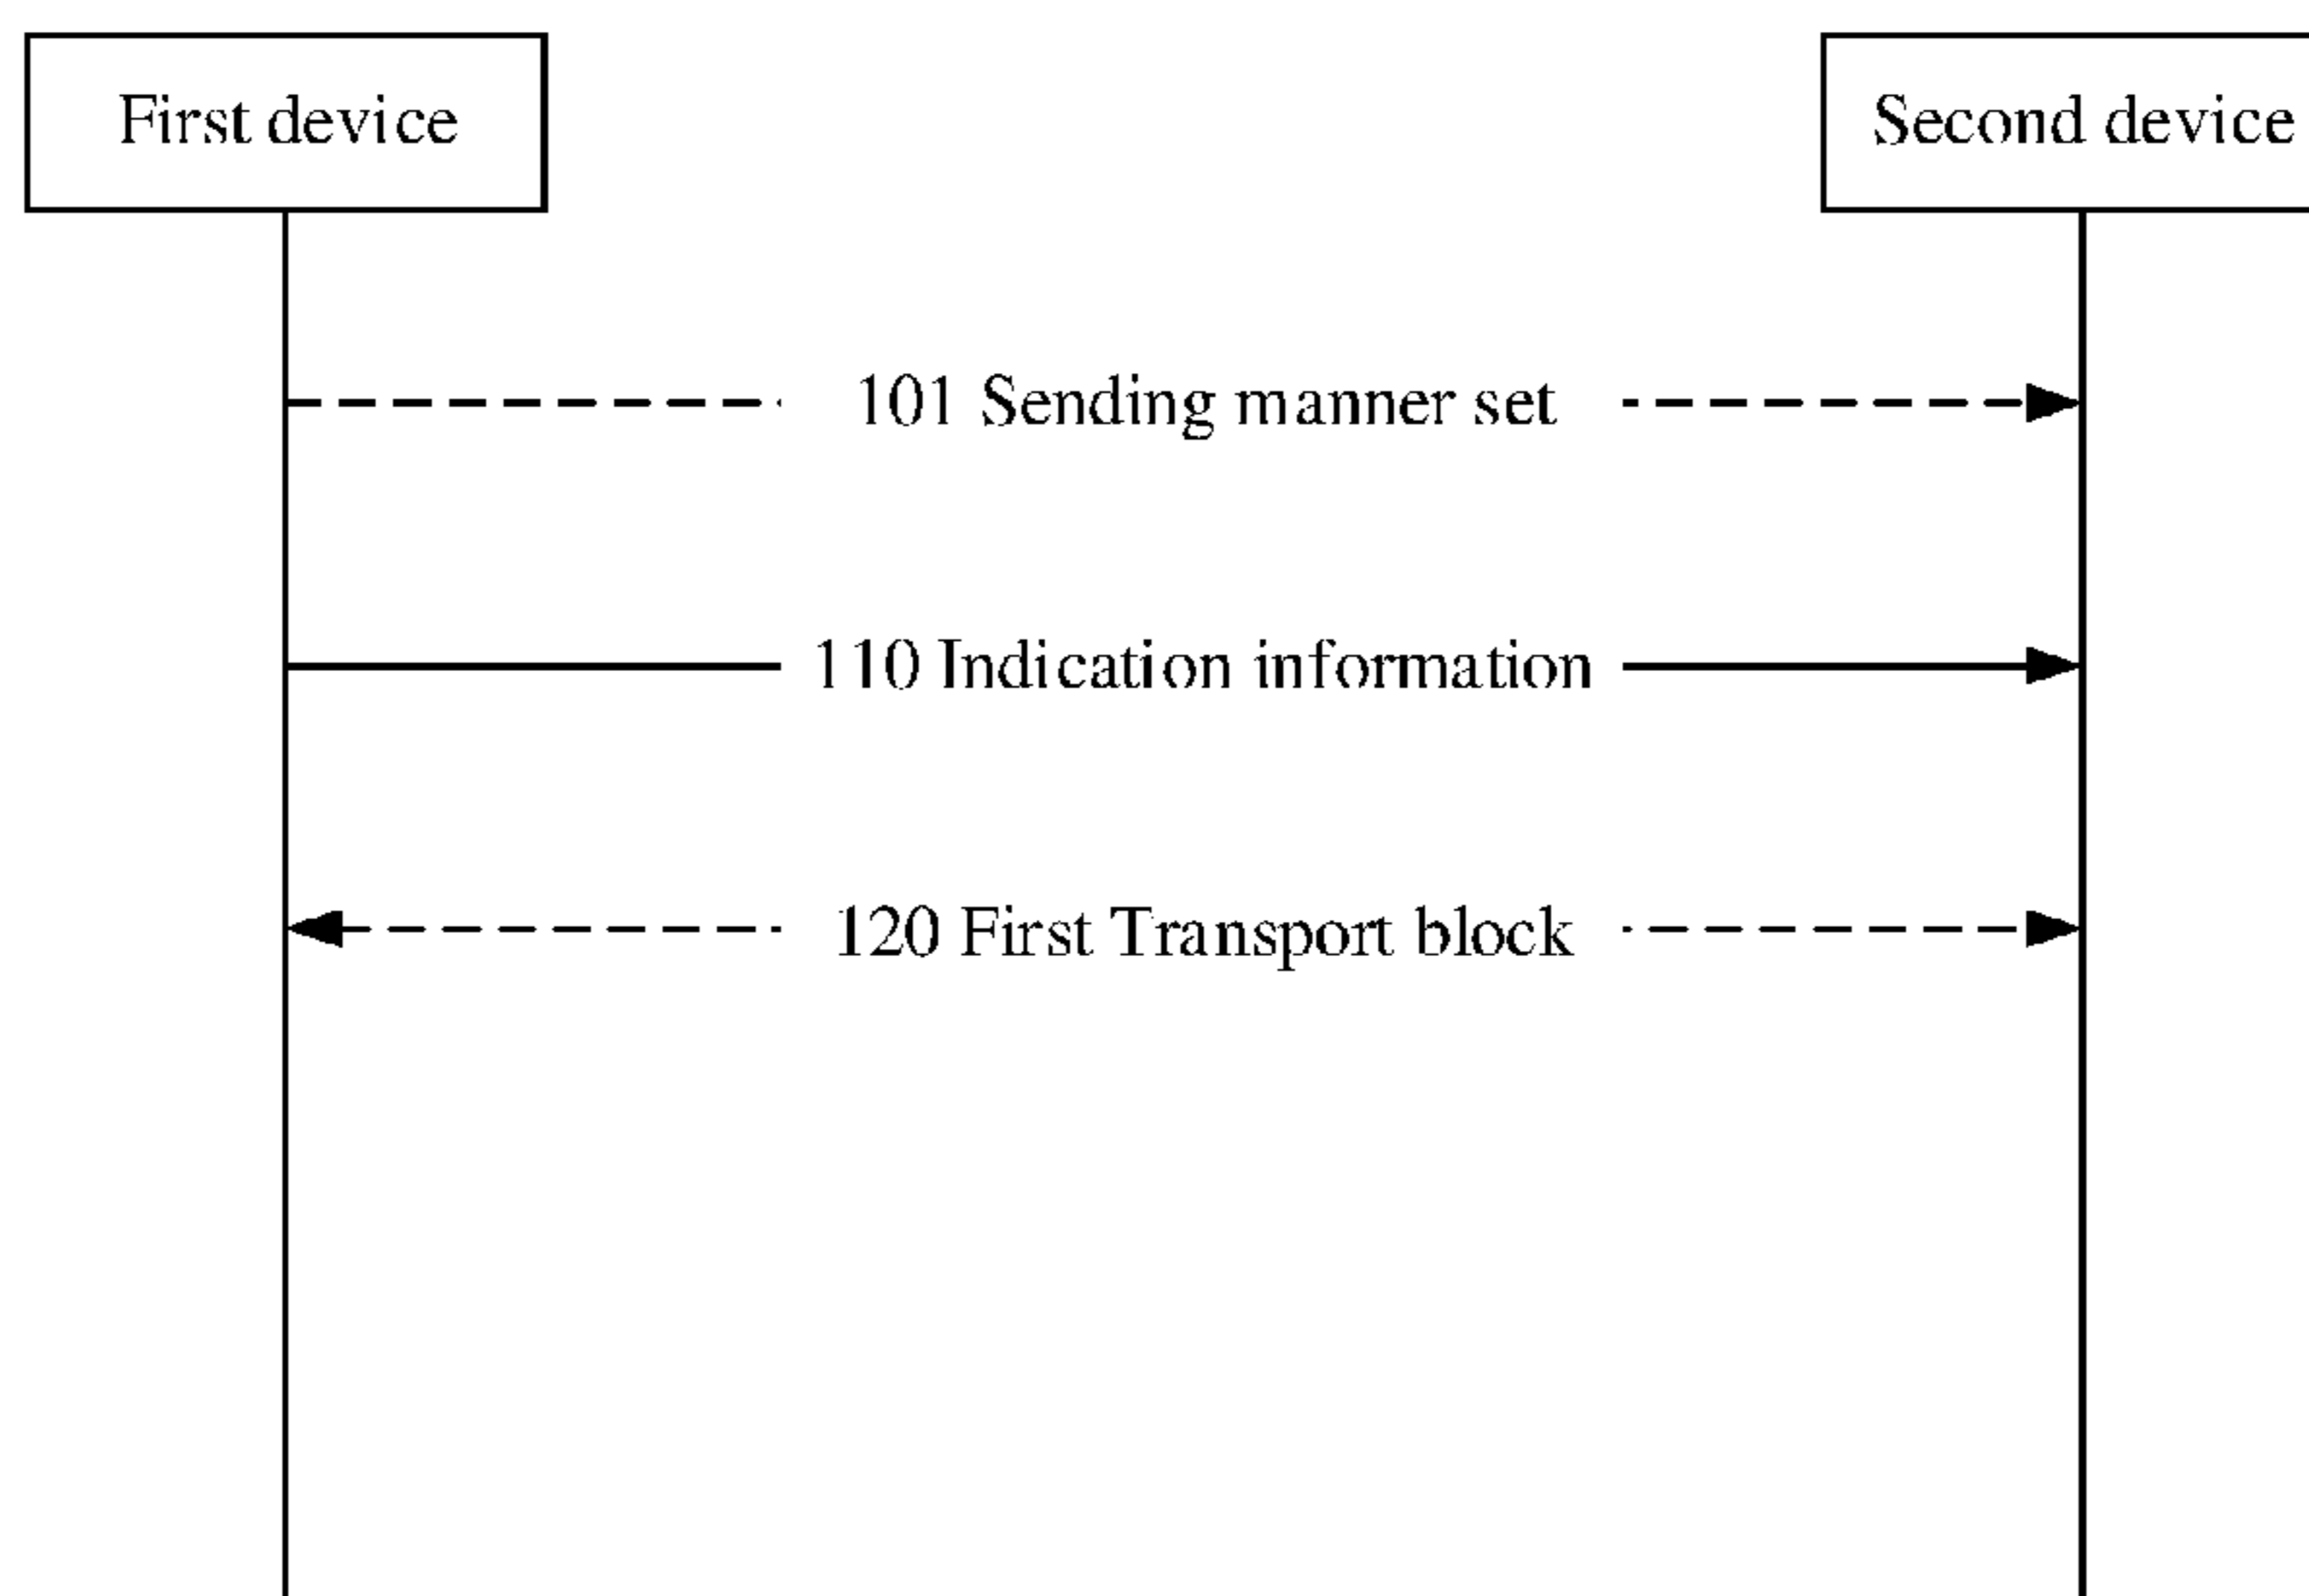 First device
Second device
101 Sending manner set
110 Indication information
120 First Transport block